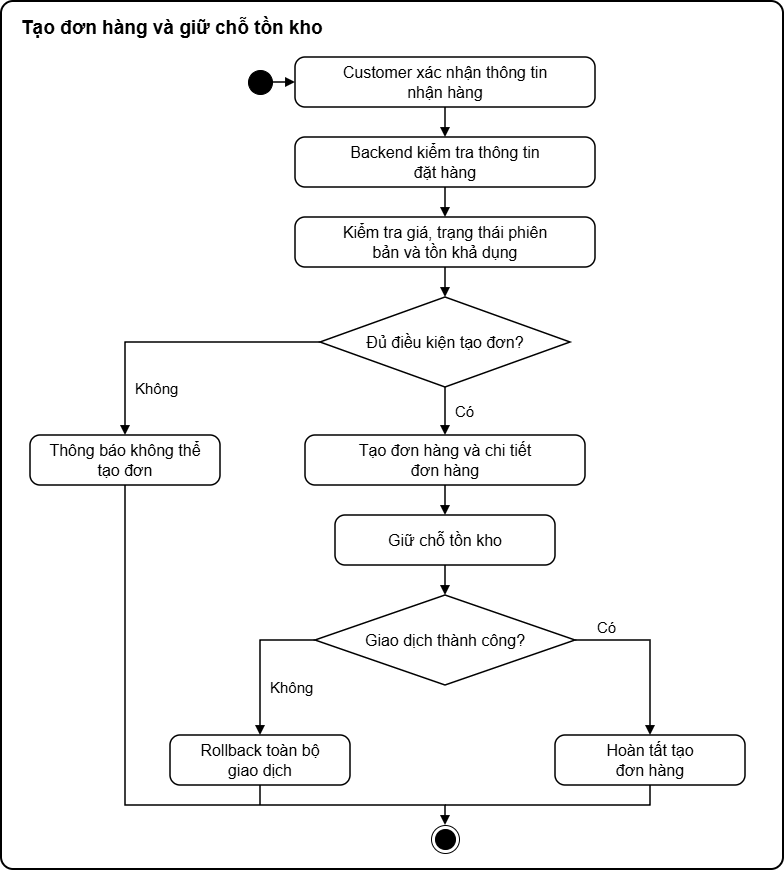 Tạo đơn hàng và giữ chỗ tồn kho
Customer xác nhận thông tin
nhận hàng
Backend kiểm tra thông tin
đặt hàng
Kiểm tra giá, trạng thái phiên
bản và tồn khả dụng
Đủ điều kiện tạo đơn?
Không
Có
Thông báo không thể
tạo đơn
Tạo đơn hàng và chi tiết
đơn hàng
Giữ chỗ tồn kho
Giao dịch thành công?
Có
Không
Rollback toàn bộ
giao dịch
Hoàn tất tạo
đơn hàng